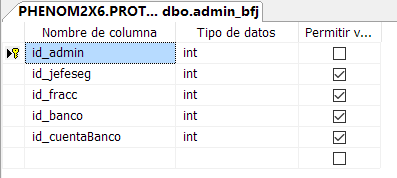 PHENOM2X6.PROT... dbo.admin_bfj
Nombre de columna Tipo de datos Permitir v...
id_admin int
id_jefeseg int
id_fracc int
id_banco int
id_cuentaBanco int